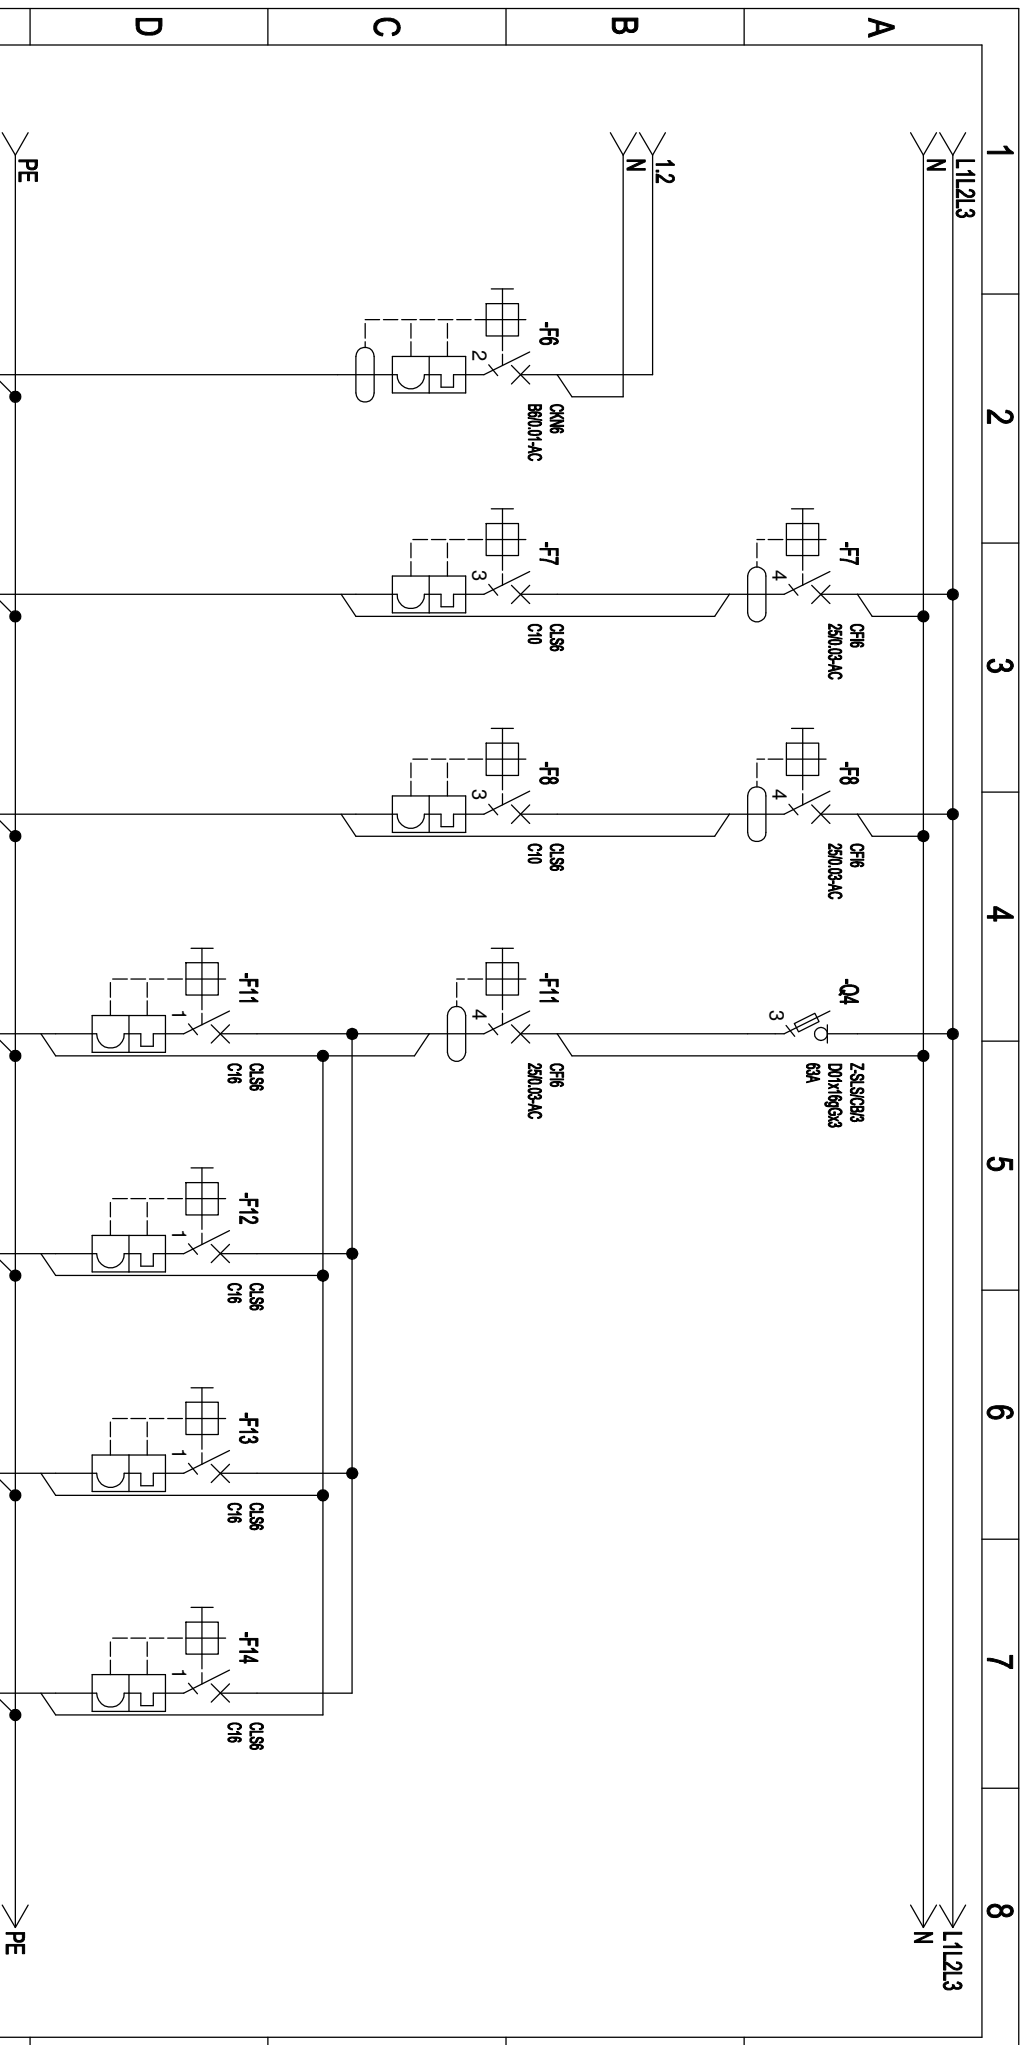 1
2
3
4
5
6
7
8
A
B
C
D
L1L2L3
N
L1L2L3
N
1.2
N
PE
PE
-F6
2
CKN6
B6/0.01-AC
-F7
4
CFI6
25/0.03-AC
-F7
3
CLS6
C10
-F8
4
CFI6
25/0.03-AC
-F8
3
CLS6
C10
-Q4
3
Z-SLS/CB/3
D01x16gGx3
63A
-F11
4
CFI6
25/0.03-AC
-F11
1
CLS6
C16
-F12
1
CLS6
C16
-F13
1
CLS6
C16
-F14
1
CLS6
C16